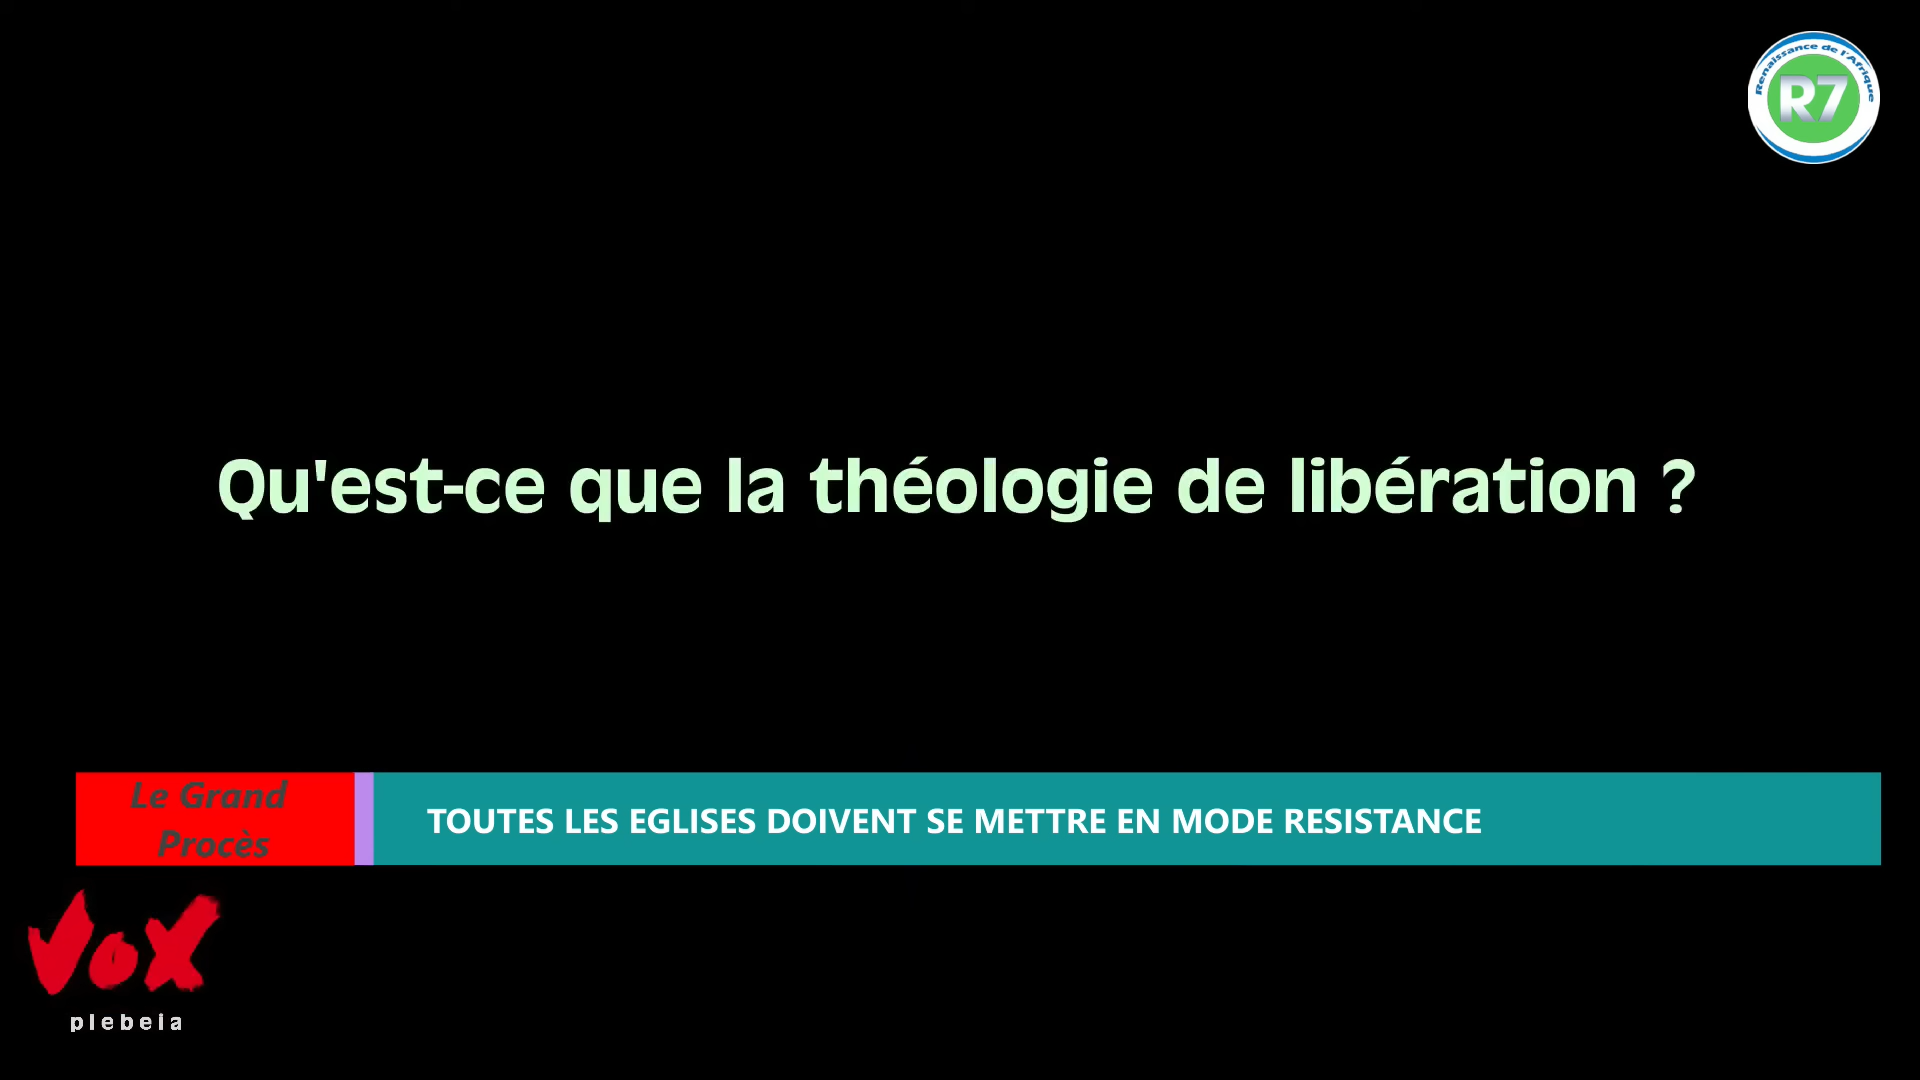 Renaissance de l'Afrique
R7
Qu'est-ce que la théologie de libération ?
Le Grand
Procès
TOUTES LES EGLISES DOIVENT SE METTRE EN MODE RESISTANCE
Vox
plebeia